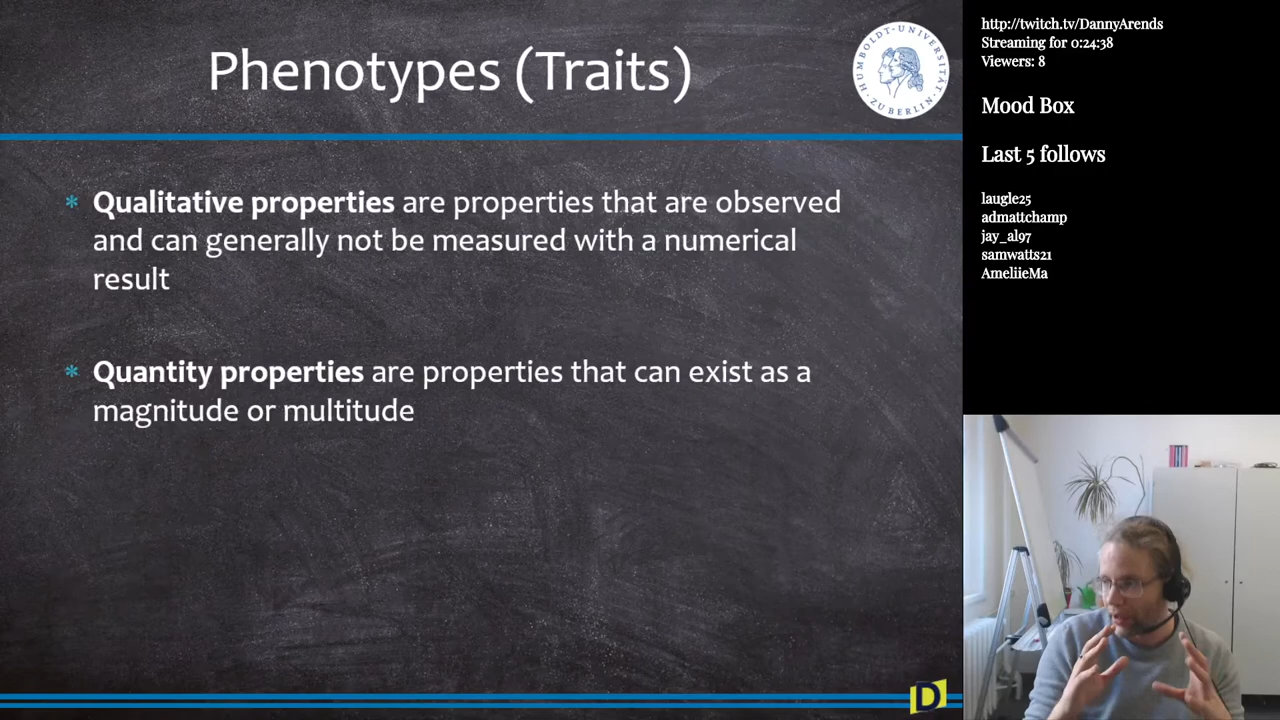 Phenotypes (Traits)
HUMBOLDT-UNIVERSITÄT ZU BERLIN
* Qualitative properties are properties that are observed
and can generally not be measured with a numerical
result
* Quantity properties are properties that can exist as a
magnitude or multitude
D
http://twitch.tv/DannyArends
Streaming for 0:24:38
Viewers: 8
Mood Box
Last 5 follows
laugle25
admattchamp
jay_al97
samwatts21
AmeliieMa